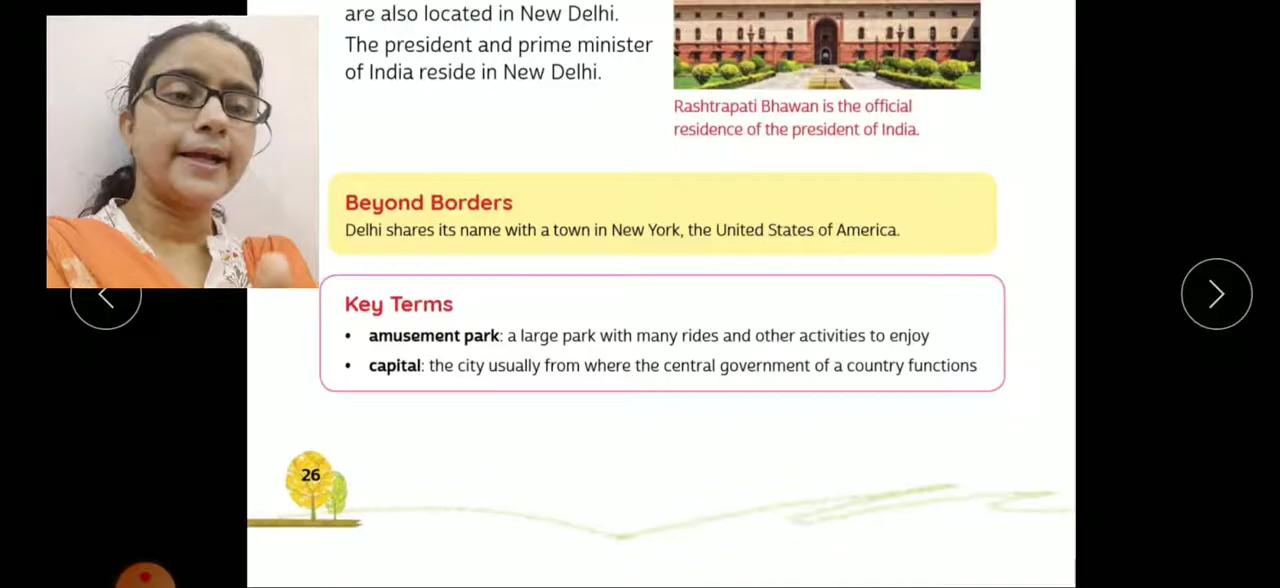 are also located in New Delhi.
The president and prime minister
of India reside in New Delhi.
Rashtrapati Bhawan is the official
residence of the president of India.
Beyond Borders
Delhi shares its name with a town in New York, the United States of America.
Key Terms
• amusement park: a large park with many rides and other activities to enjoy
• capital: the city usually from where the central government of a country functions
26